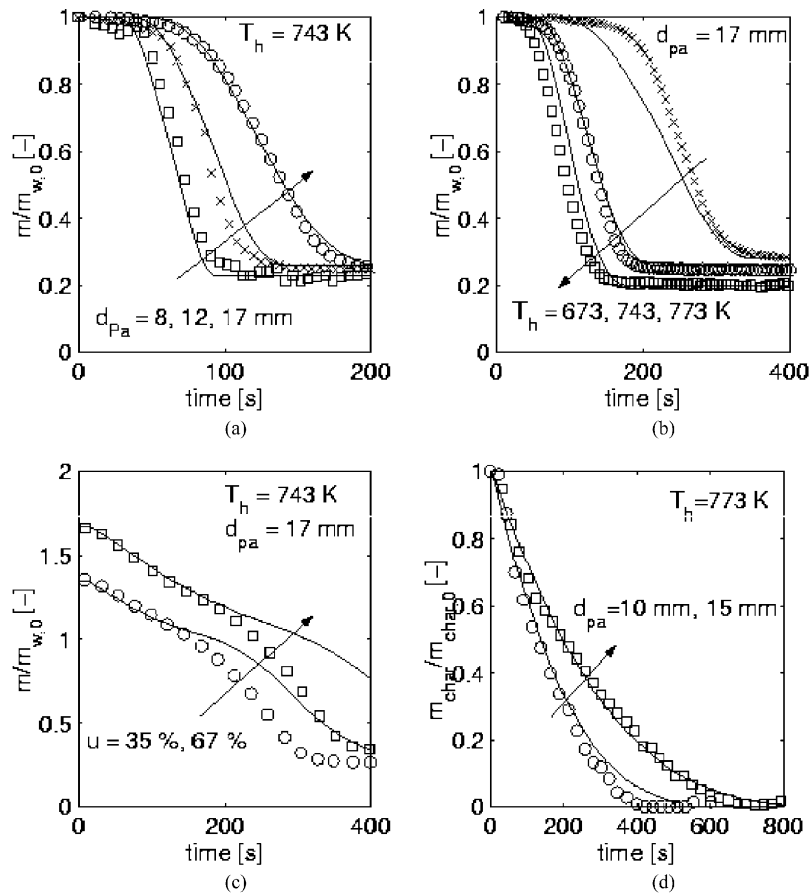 1
0.8
0.6
0.4
0.2
0
m/m_w,0 [-]
T_h = 743 K
d_Pa = 8, 12, 17 mm
0 100 200
time [s]
(a)
1
0.8
0.6
0.4
0.2
0
m/m_w,0 [-]
d_pa = 17 mm
T_h = 673, 743, 773 K
0 200 400
time [s]
(b)
2
1.5
1
0.5
0
m/m_w,0 [-]
T_h = 743 K
d_pa = 17 mm
u = 35 %, 67 %
0 200 400
time [s]
(c)
1
0.8
0.6
0.4
0.2
0
m_char/m_char,0 [-]
T_h=773 K
d_pa=10 mm, 15 mm
0 200 400 600 800
time [s]
(d)